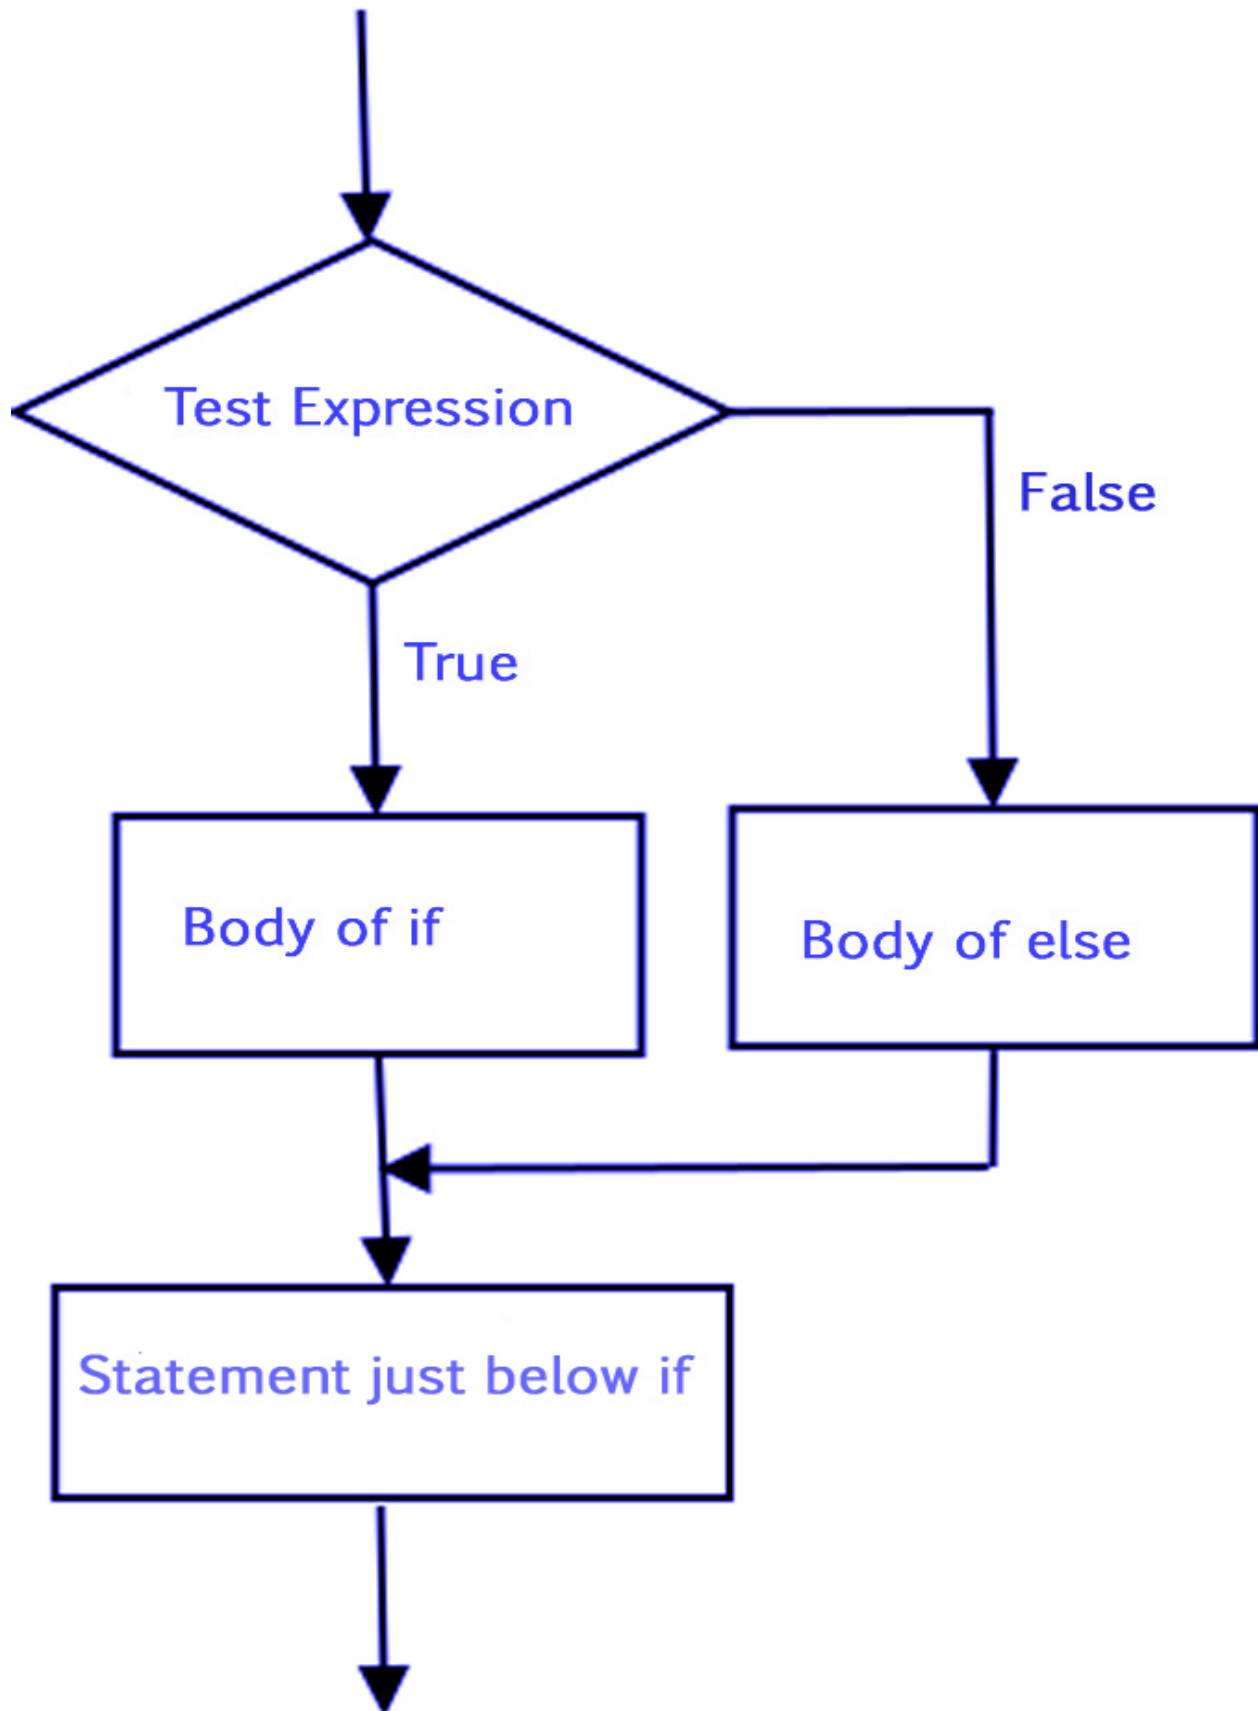 Test Expression
False
True
Body of if
Body of else
Statement just below if